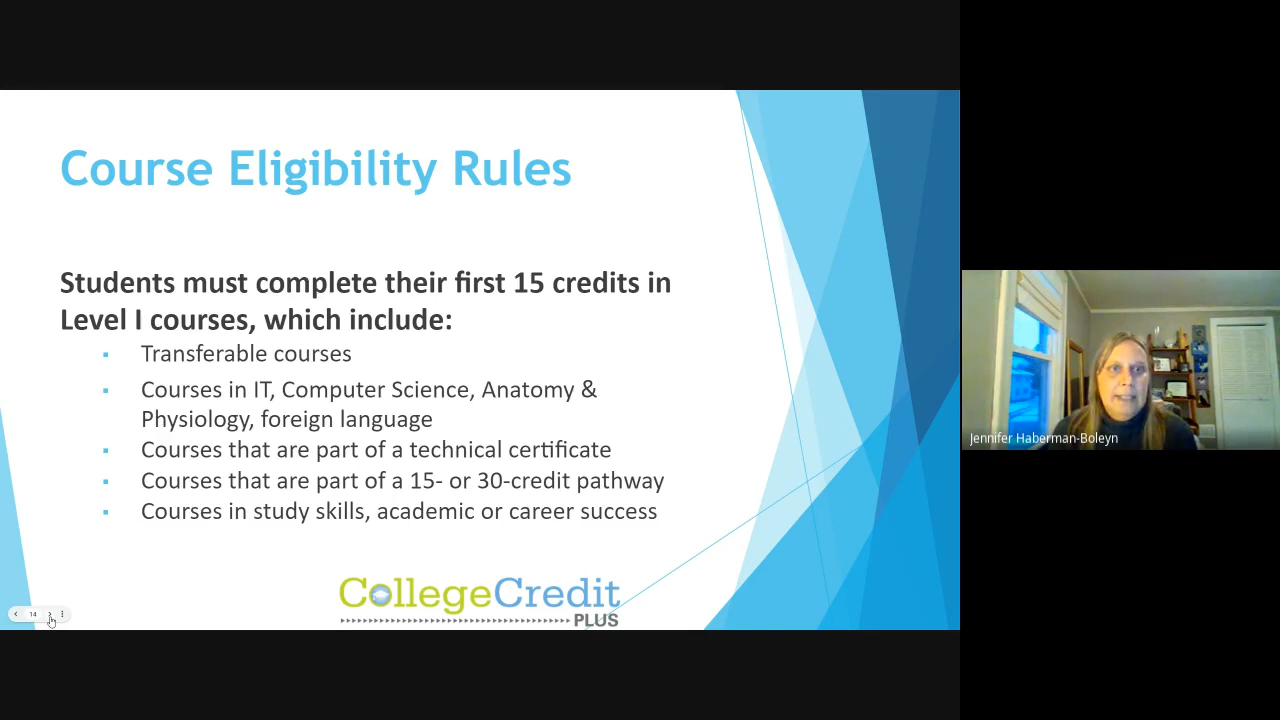 Course Eligibility Rules
Students must complete their first 15 credits in
Level I courses, which include:
Transferable courses
Courses in IT, Computer Science, Anatomy &
Physiology, foreign language
Courses that are part of a technical certificate
Courses that are part of a 15- or 30-credit pathway
Courses in study skills, academic or career success
CollegeCredit
PLUS
14
Jennifer Haberman-Boleyn